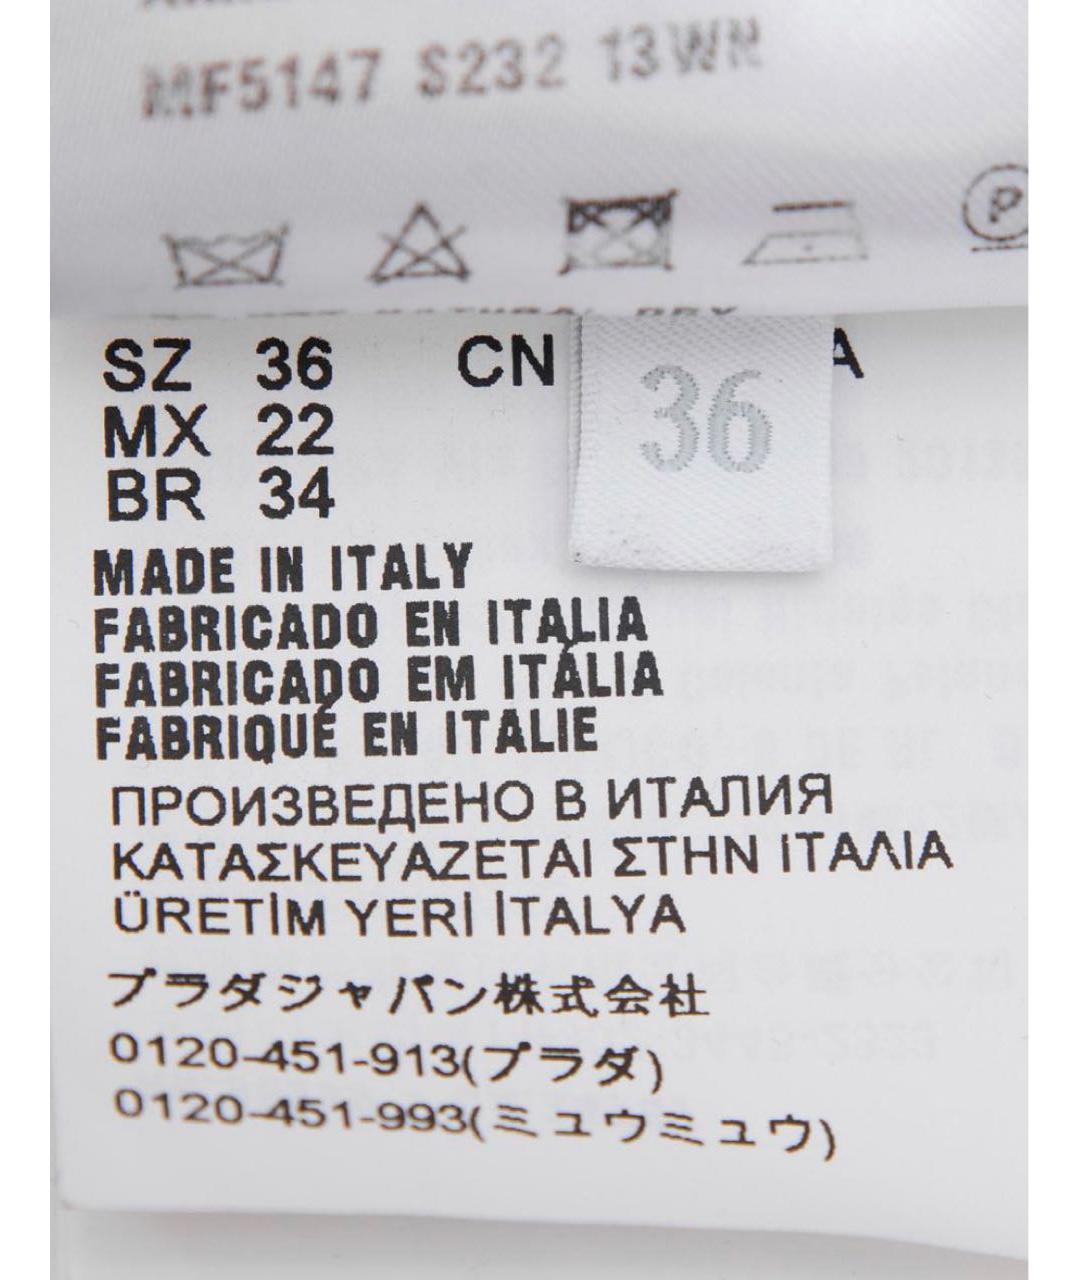 MF5147 S232 13WN
P
SZ 36 CN A
36
MX 22
BR 34
MADE IN ITALY
FABRICADO EN ITALIA
FABRICADO EM ITÁLIA
FABRIQUÉ EN ITALIE
ПРОИЗВЕДЕНО В ИТАЛИЯ
ΚΑΤΑΣΚΕΥΑΖΕΤΑΙ ΣΤΗΝ ΙΤΑΛΙΑ
ÜRETİM YERİ İTALYA
プラダジャパン株式会社
0120-451-913(プラダ)
0120-451-993(ミュウミュウ)